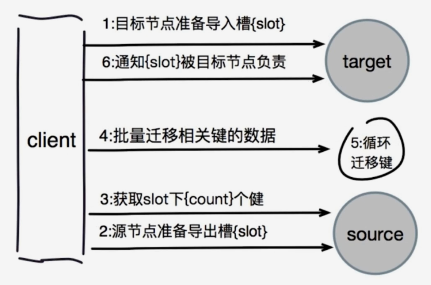 1:目标节点准备导入槽{slot}
6:通知{slot}被目标节点负责
target
client
4:批量迁移相关键的数据
5:循环
迁移键
3:获取slot下{count}个健
2:源节点准备导出槽{slot}
source